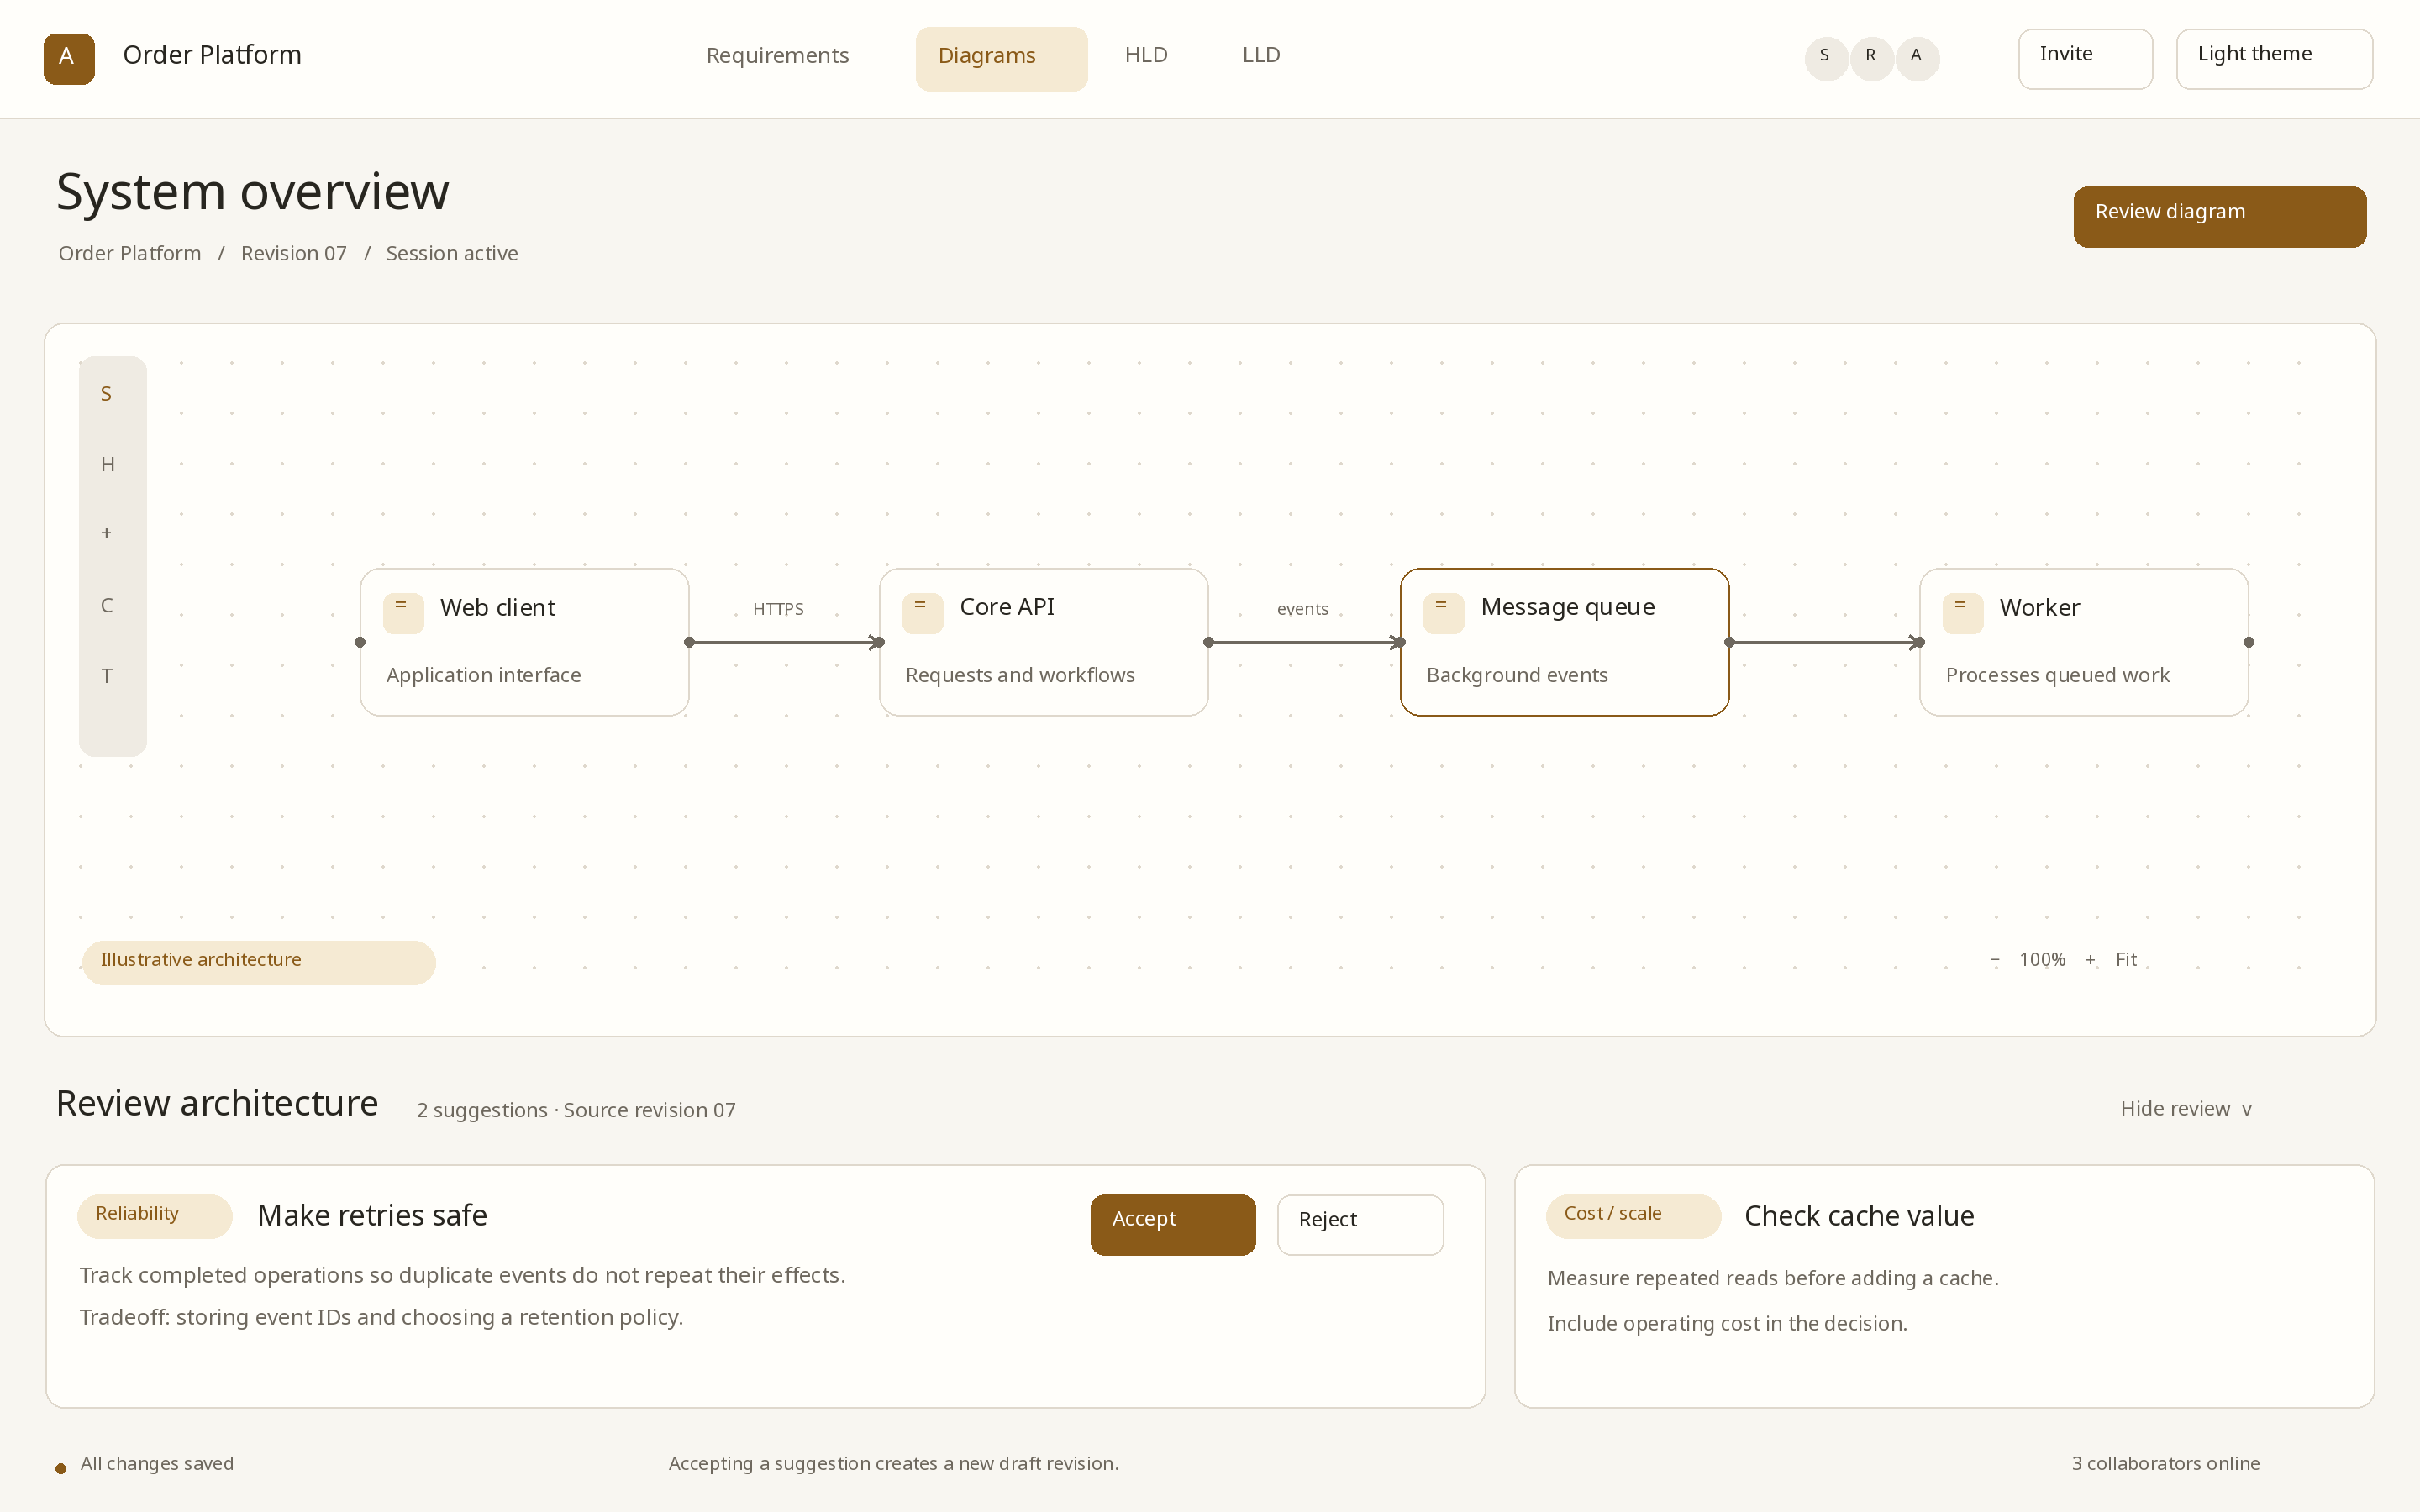 A Order Platform Requirements Diagrams HLD LLD S R A Invite Light theme
System overview
Review diagram
Order Platform / Revision 07 / Session active
S
H
+
C
T
= Web client
HTTPS
= Core API
events
= Message queue
= Worker
Application interface
Requests and workflows
Background events
Processes queued work
Illustrative architecture
− 100% + Fit
Review architecture 2 suggestions · Source revision 07 Hide review v
Reliability Make retries safe Accept Reject
Track completed operations so duplicate events do not repeat their effects.
Tradeoff: storing event IDs and choosing a retention policy.
Cost / scale Check cache value
Measure repeated reads before adding a cache.
Include operating cost in the decision.
All changes saved Accepting a suggestion creates a new draft revision. 3 collaborators online